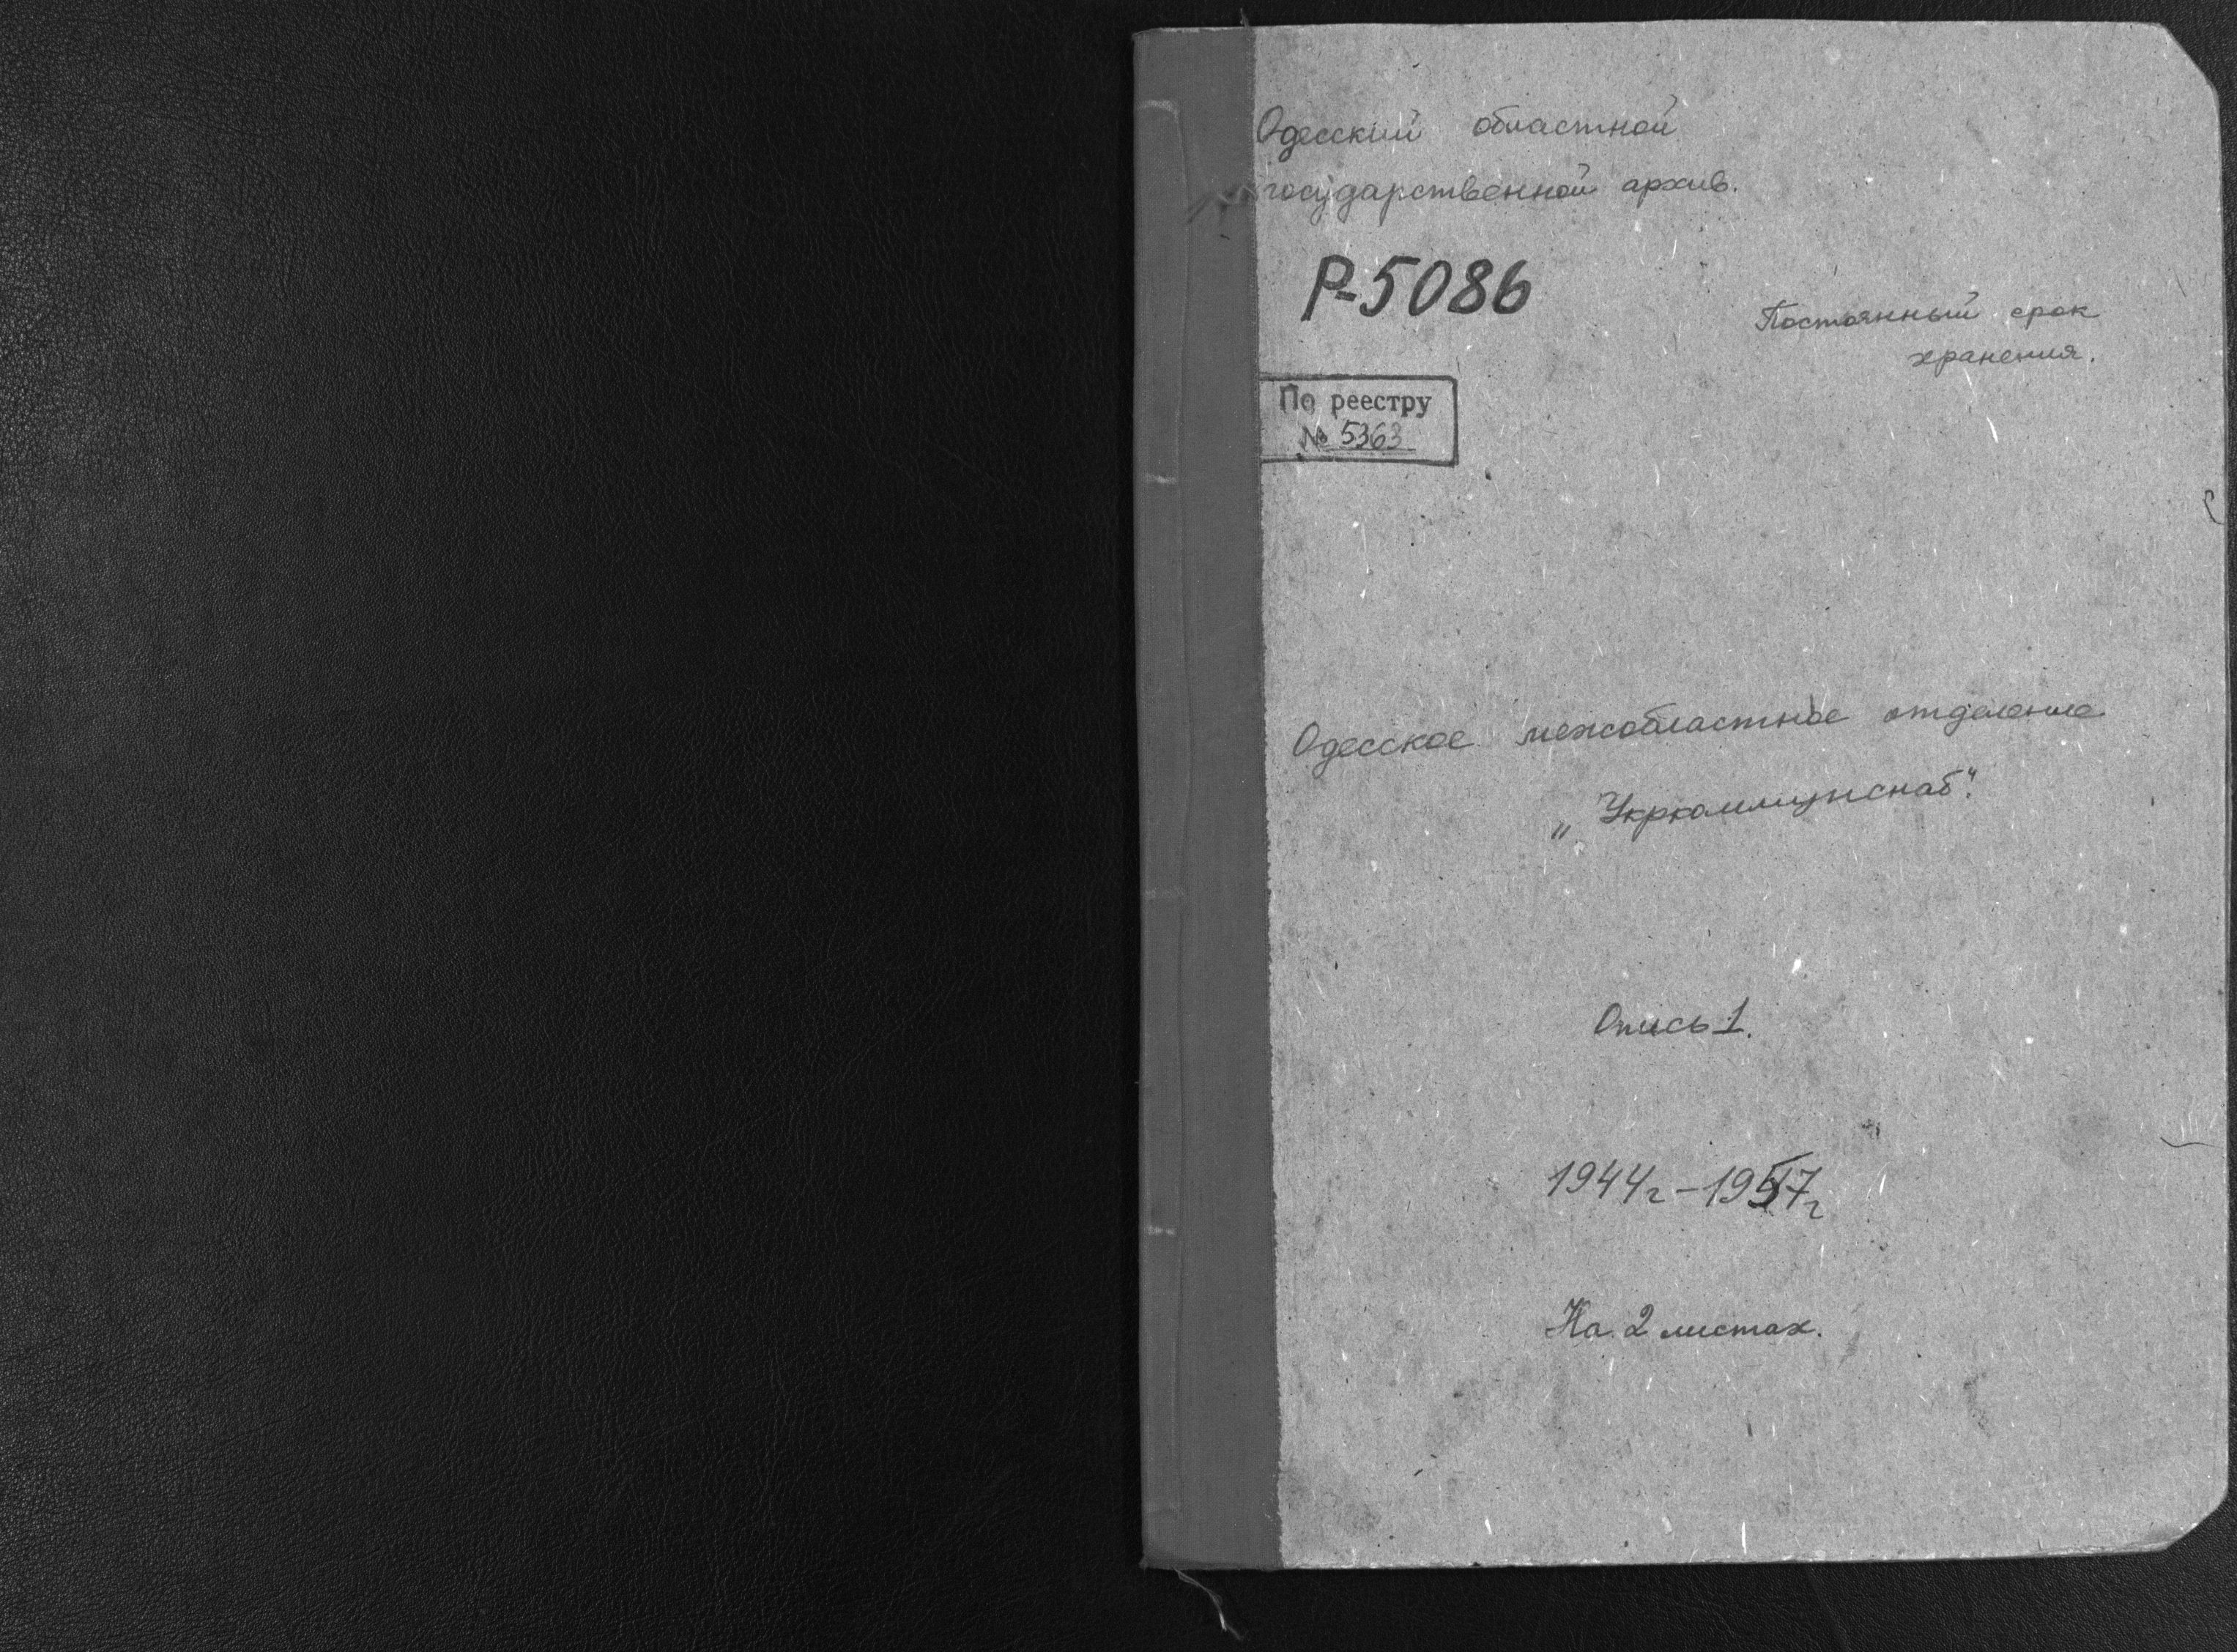 Одесский областной
государственной архив.
Р-5086
Постоянный срок
хранения.
По реестру
№ 5363
Одесское межобластное отделение
„Укркоммунснаб".
Опись 1.
1944г-1957г
На 2 листах.